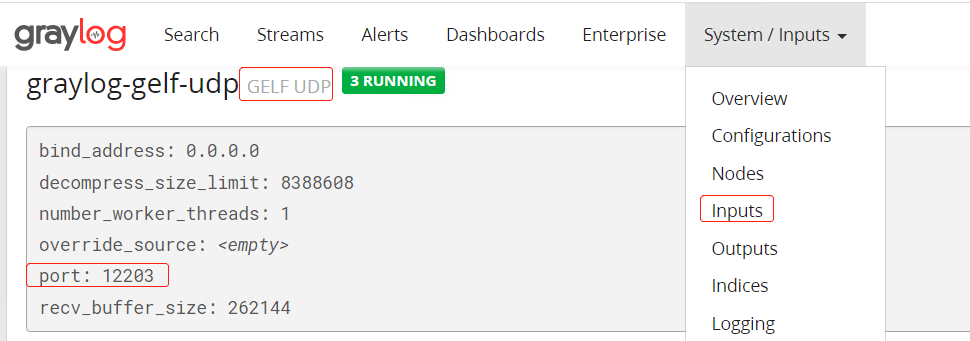 graylog Search Streams Alerts Dashboards Enterprise System / Inputs
graylog-gelf-udp GELF UDP 3 RUNNING
bind_address: 0.0.0.0
decompress_size_limit: 8388608
number_worker_threads: 1
override_source: <empty>
port: 12203
recv_buffer_size: 262144
Overview
Configurations
Nodes
Inputs
Outputs
Indices
Logging